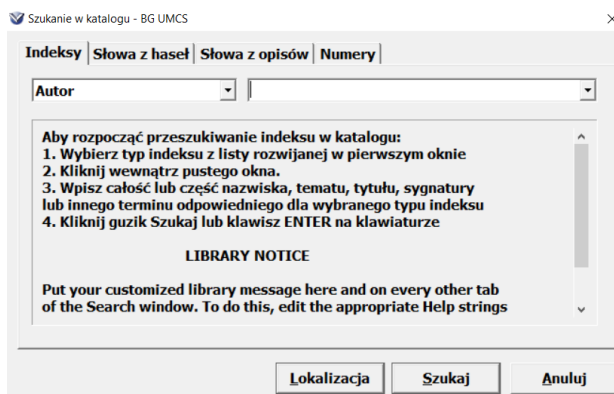 Szukanie w katalogu - BG UMCS
Indeksy Słowa z haseł Słowa z opisów Numery
Autor
Aby rozpocząć przeszukiwanie indeksu w katalogu:
1. Wybierz typ indeksu z listy rozwijanej w pierwszym oknie
2. Kliknij wewnątrz pustego okna.
3. Wpisz całość lub część nazwiska, tematu, tytułu, sygnatury
lub innego terminu odpowiedniego dla wybranego typu indeksu
4. Kliknij guzik Szukaj lub klawisz ENTER na klawiaturze
LIBRARY NOTICE
Put your customized library message here and on every other tab
of the Search window. To do this, edit the appropriate Help strings
Lokalizacja Szukaj Anuluj